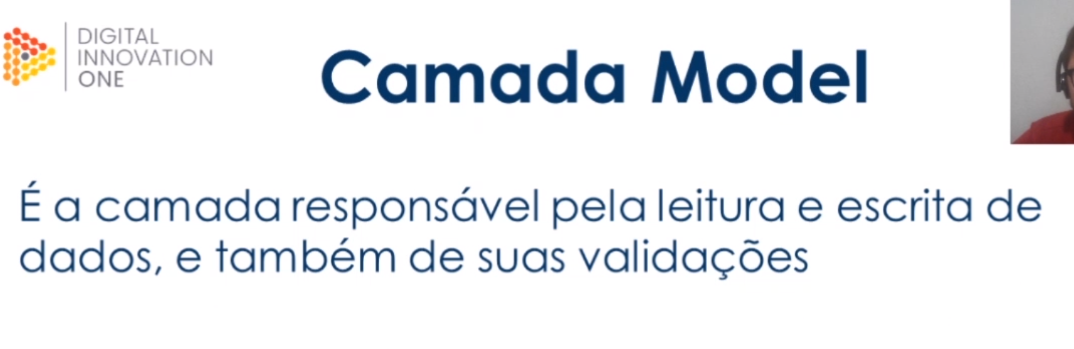 DIGITAL
INNOVATION
ONE
Camada Model
É a camada responsável pela leitura e escrita de
dados, e também de suas validações